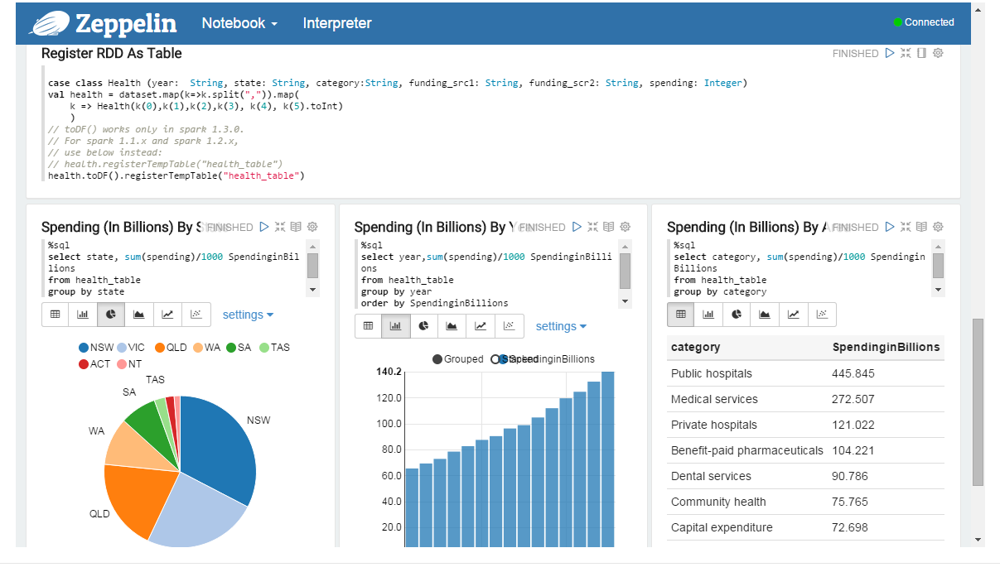 Zeppelin Notebook Interpreter Connected
Register RDD As Table FINISHED
case class Health (year: String, state: String, category:String, funding_src1: String, funding_scr2: String, spending: Integer)
val health = dataset.map(k=>k.split(",")).map(
k => Health(k(0),k(1),k(2),k(3), k(4), k(5).toInt)
)
// toDF() works only in spark 1.3.0.
// For spark 1.1.x and spark 1.2.x,
// use below instead:
// health.registerTempTable("health_table")
health.toDF().registerTempTable("health_table")
Spending (In Billions) By State FINISHED
%sql
select state, sum(spending)/1000 SpendinginBil
lions
from health_table
group by state
settings
NSW VIC QLD WA SA TAS
ACT NT
TAS
SA
NSW
WA
QLD
Spending (In Billions) By Year FINISHED
%sql
select year,sum(spending)/1000 SpendinginBilli
ons
from health_table
group by year
order by SpendinginBillions
settings
Grouped Stacked SpendinginBillions
140.2
120.0
100.0
80.0
60.0
40.0
20.0
Spending (In Billions) By Area FINISHED
%sql
select category, sum(spending)/1000 Spendingin
Billions
from health_table
group by category
category SpendinginBillions
Public hospitals 445.845
Medical services 272.507
Private hospitals 121.022
Benefit-paid pharmaceuticals 104.221
Dental services 90.786
Community health 75.765
Capital expenditure 72.698